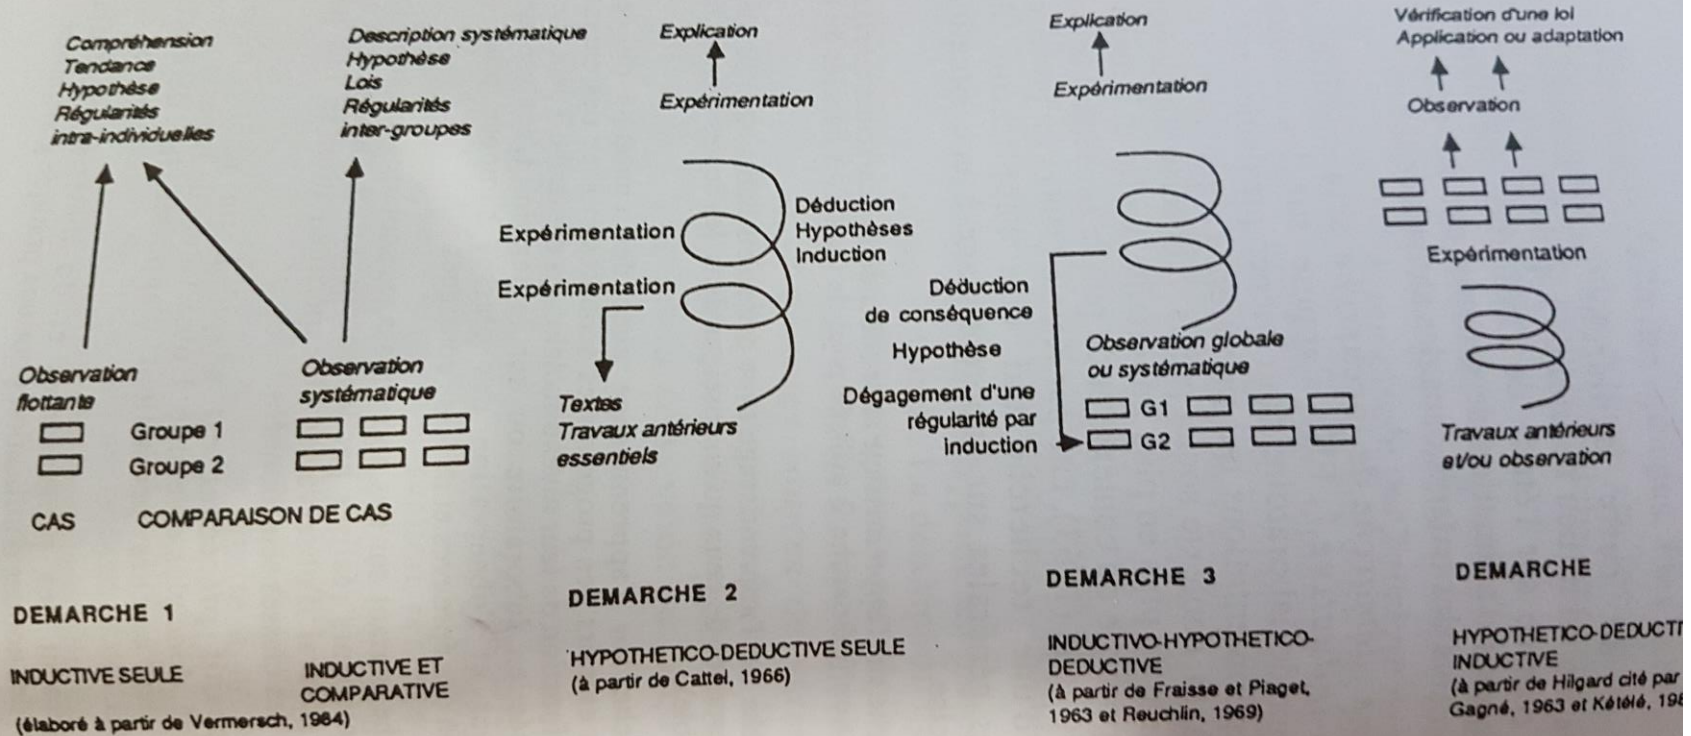 Compréhension
Tendance
Hypothèse
Régularités
intra-individuelles
Description systématique
Hypothèse
Lois
Régularités
inter-groupes
Observation
flottante
Observation
systématique
Groupe 1
Groupe 2
CAS
COMPARAISON DE CAS
DEMARCHE 1
INDUCTIVE SEULE
INDUCTIVE ET
COMPARATIVE
(élaboré à partir de Vermersch, 1984)
Explication
Expérimentation
Expérimentation
Expérimentation
Déduction
Hypothèses
Induction
Textes
Travaux antérieurs
essentiels
DEMARCHE 2
HYPOTHETICO-DEDUCTIVE SEULE
(à partir de Cattel, 1966)
Explication
Expérimentation
Déduction
de conséquence
Hypothèse
Dégagement d'une
régularité par
induction
Observation globale
ou systématique
G1
G2
DEMARCHE 3
INDUCTIVO-HYPOTHETICO-
DEDUCTIVE
(à partir de Fraisse et Piaget,
1963 et Reuchlin, 1969)
Vérification d'une loi
Application ou adaptation
Observation
Expérimentation
Travaux antérieurs
et/ou observation
DEMARCHE
INDUCTIVE
(à partir de Hilgard cité par
Gagné, 1963 et Kétélé,